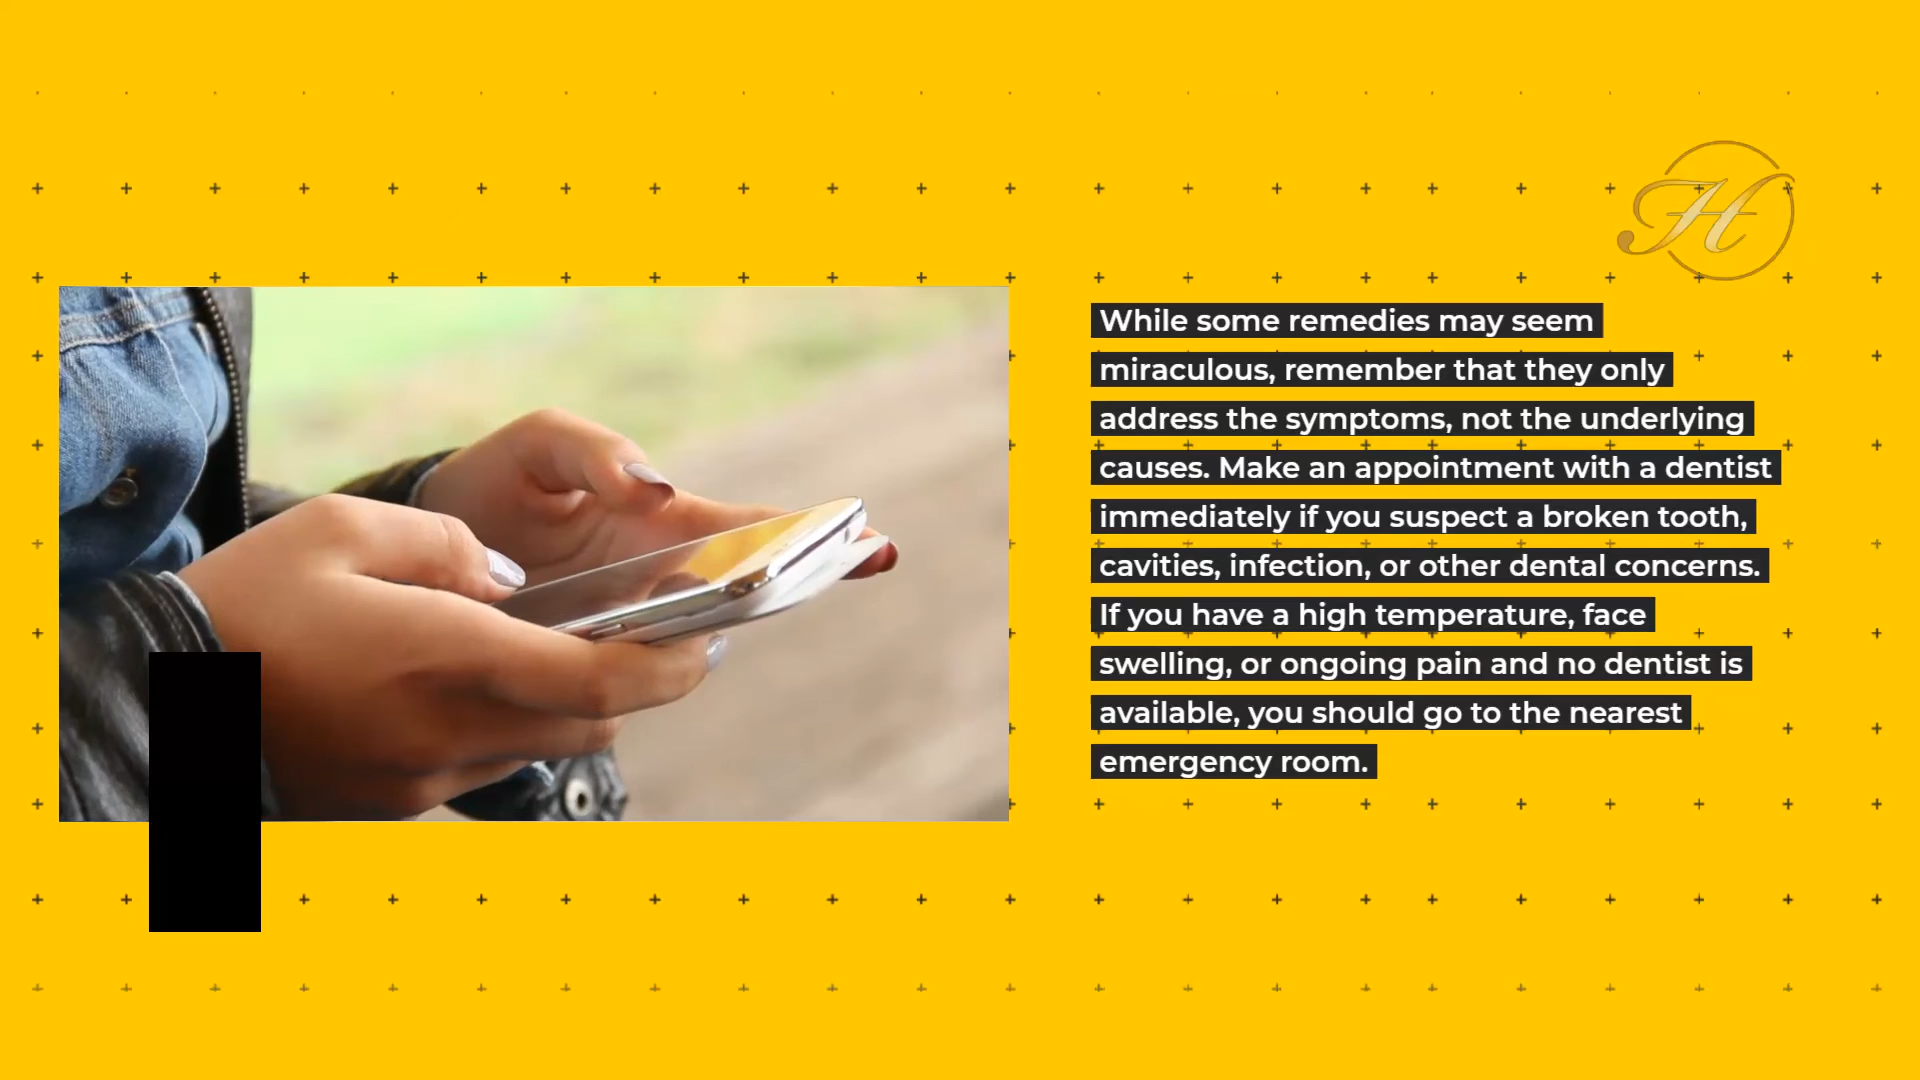 H
While some remedies may seem
miraculous, remember that they only
address the symptoms, not the underlying
causes. Make an appointment with a dentist
immediately if you suspect a broken tooth,
cavities, infection, or other dental concerns.
If you have a high temperature, face
swelling, or ongoing pain and no dentist is
available, you should go to the nearest
emergency room.